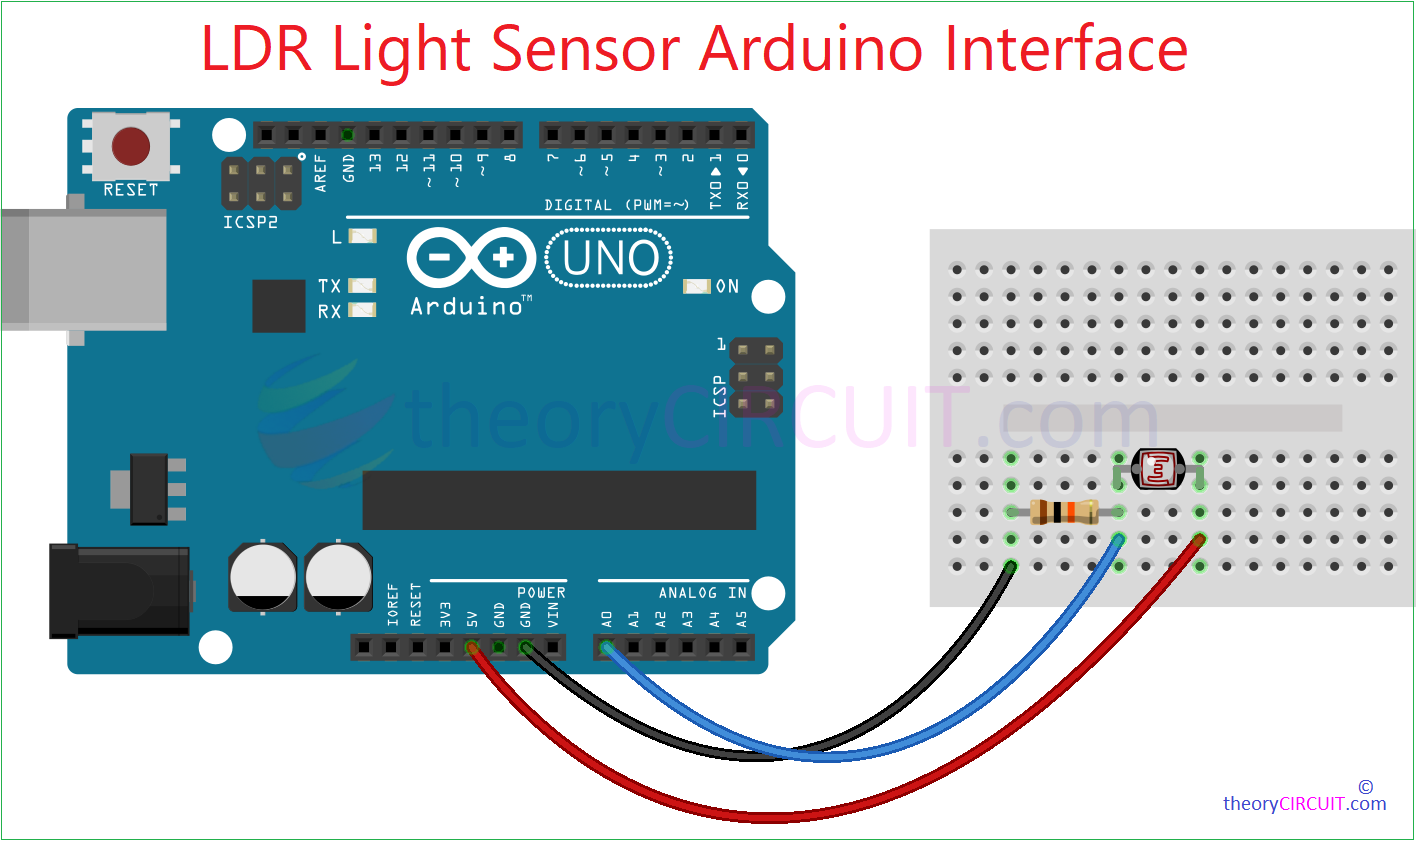 LDR Light Sensor Arduino Interface
RESET
ICSP2
AREF
GND
13
12
~11
~10
~9
8
7
~6
~5
4
~3
2
TX0▶1
RX0◀0
DIGITAL (PWM=~)
L
TX
RX
UNO
Arduino™
ON
1
ICSP
theoryCIRCUIT.com
IOREF
RESET
3V3
5V
GND
GND
VIN
POWER
A0
A1
A2
A3
A4
A5
ANALOG IN
©
theoryCIRCUIT.com